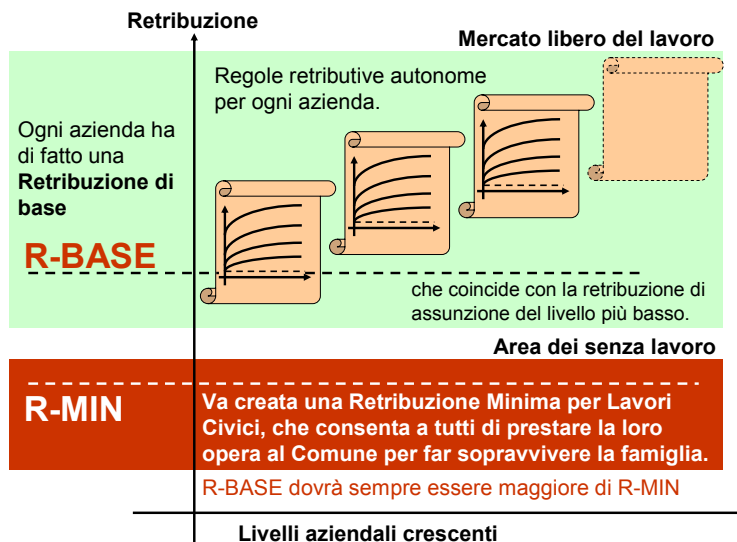 Retribuzione
Mercato libero del lavoro
Regole retributive autonome
per ogni azienda.
Ogni azienda ha
di fatto una
Retribuzione di
base
R-BASE
che coincide con la retribuzione di
assunzione del livello più basso.
Area dei senza lavoro
R-MIN
Va creata una Retribuzione Minima per Lavori
Civici, che consenta a tutti di prestare la loro
opera al Comune per far sopravvivere la famiglia.
R-BASE dovrà sempre essere maggiore di R-MIN
Livelli aziendali crescenti